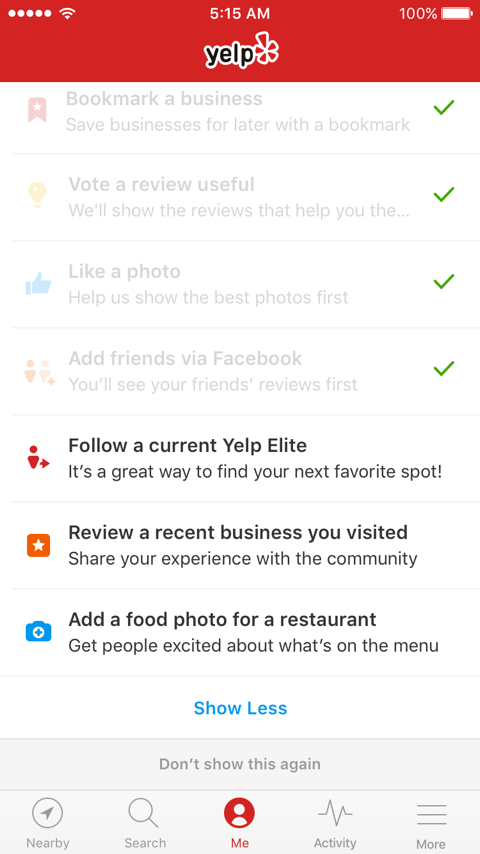 5:15 AM
100%
yelp
Bookmark a business
Save businesses for later with a bookmark
Vote a review useful
We'll show the reviews that help you the...
Like a photo
Help us show the best photos first
Add friends via Facebook
You’ll see your friends’ reviews first
Follow a current Yelp Elite
It’s a great way to find your next favorite spot!
Review a recent business you visited
Share your experience with the community
Add a food photo for a restaurant
Get people excited about what’s on the menu
Show Less
Don’t show this again
Nearby Search Me Activity More